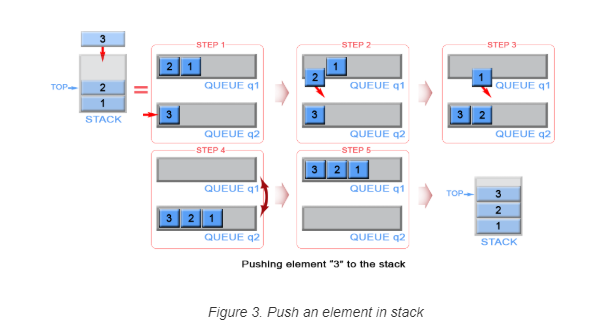 3
TOP
2
1
STACK
=
STEP 1
2 1
QUEUE q1
3
QUEUE q2
STEP 2
1
2
QUEUE q1
3
QUEUE q2
STEP 3
1
QUEUE q1
3 2
QUEUE q2
STEP 4
QUEUE q1
3 2 1
QUEUE q2
STEP 5
3 2 1
QUEUE q1
QUEUE q2
TOP
3
2
1
STACK
Pushing element "3" to the stack
Figure 3. Push an element in stack